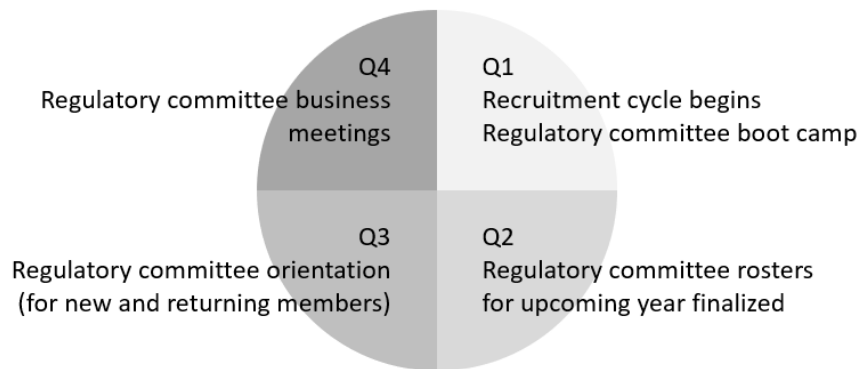 Q4
Regulatory committee business
meetings
Q1
Recruitment cycle begins
Regulatory committee boot camp
Q3
Regulatory committee orientation
(for new and returning members)
Q2
Regulatory committee rosters
for upcoming year finalized